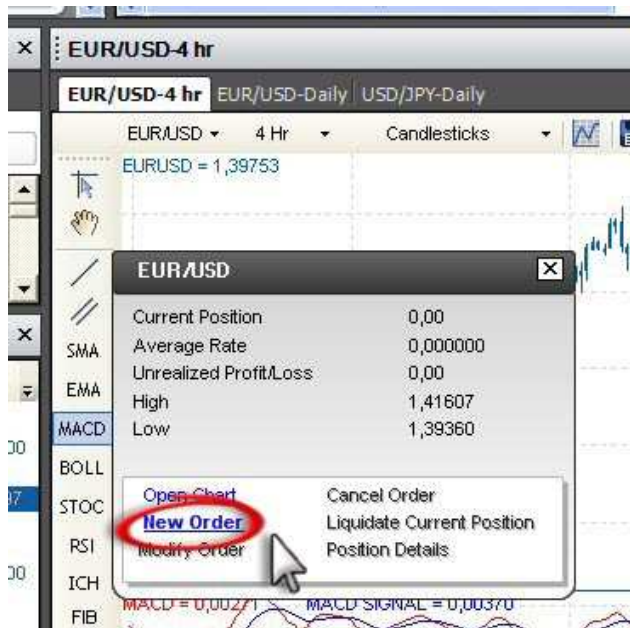 EUR/USD-4 hr
EUR/USD-4 hr EUR/USD-Daily USD/JPY-Daily
EUR/USD 4 Hr Candlesticks
EURUSD = 1,39753
EUR/USD
Current Position 0,00
Average Rate 0,000000
Unrealized Profit/Loss 0,00
High 1,41607
Low 1,39360
SMA
EMA
MACD
BOLL
STOC
RSI
ICH
FIB
Open Chart Cancel Order
New Order Liquidate Current Position
Modify Order Position Details
MACD = 0,00271 MACD SIGNAL = 0,00370